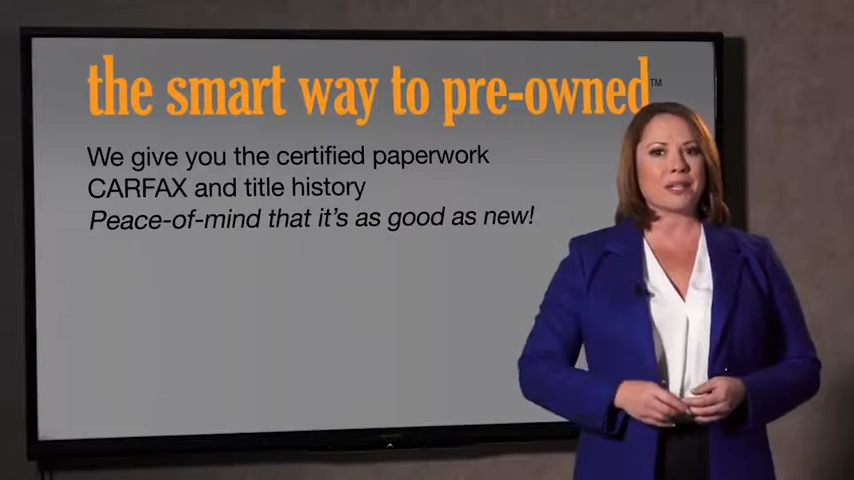 the smart way to pre-owned™
We give you the certified paperwork
CARFAX and title history
Peace-of-mind that it's as good as new!